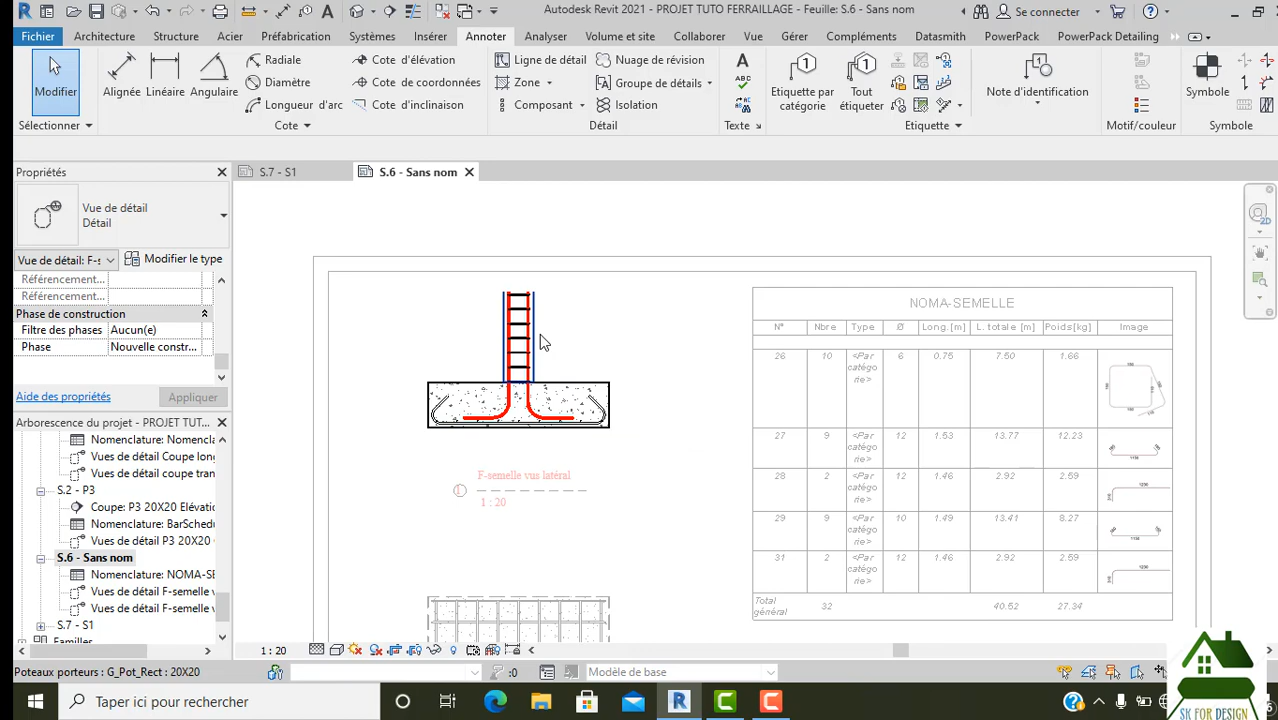 Autodesk Revit 2021 - PROJET TUTO FERRAILLAGE - Feuille: S.6 - Sans nom
Se connecter
Fichier Architecture Structure Acier Préfabrication Systèmes Insérer Annoter Analyser Volume et site Collaborer Vue Gérer Compléments Datasmith PowerPack PowerPack Detailing
Modifier
Alignée Linéaire Angulaire
Radiale
Diamètre
Longueur d'arc
Cote d'élévation
Cote de coordonnées
Cote d'inclinaison
Ligne de détail
Zone
Composant
Nuage de révision
Groupe de détails
Isolation
Etiquette par catégorie
Tout étiqueter
Note d'identification
Symbole
Sélectionner Cote Détail Texte Etiquette Motif/couleur Symbole
Propriétés
S.7 - S1
S.6 - Sans nom
Vue de détail
Détail
Vue de détail: F-s
Modifier le type
Référencement...
Référencement...
Phase de construction
Filtre des phases Aucun(e)
Phase Nouvelle constr...
Aide des propriétés
Appliquer
Arborescence du projet - PROJET TUT...
Nomenclature: Nomencla
Vues de détail Coupe long
Vues de détail coupe trans
S.2 - P3
Coupe: P3 20X20 Elévatio
Nomenclature: BarSchedu
Vues de détail P3 20X20
S.6 - Sans nom
Nomenclature: NOMA-SE
Vues de détail F-semelle v
Vues de détail F-semelle v
S.7 - S1
Familles
F-semelle vus latéral
1
1 : 20
NOMA-SEMELLE
N° Nbre Type Ø Long.[m] L. totale [m] Poids[kg] Image
26 10 <Par catégorie> 6 0.75 7.50 1.66
27 9 <Par catégorie> 12 1.53 13.77 12.23
28 2 <Par catégorie> 12 1.46 2.92 2.59
29 9 <Par catégorie> 10 1.49 13.41 8.27
31 2 <Par catégorie> 12 1.46 2.92 2.59
Total général 32 40.52 27.34
1 : 20
Poteaux porteurs : G_Pot_Rect : 20X20
:0
Modèle de base
Taper ici pour rechercher
SK FOR DESIGN